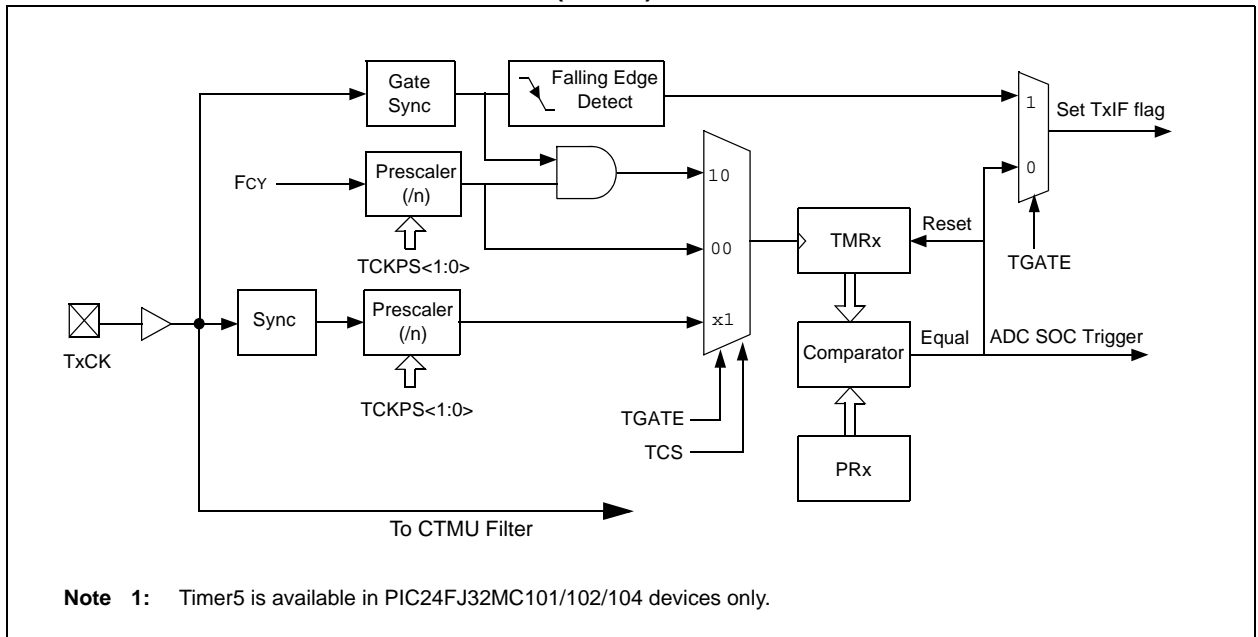 Gate
Sync
Falling Edge
Detect
1
Set TxIF flag
0
FCY
Prescaler
(/n)
10
TCKPS<1:0>
00
TMRx
Reset
TGATE
TxCK
Sync
Prescaler
(/n)
x1
Comparator
Equal
ADC SOC Trigger
TCKPS<1:0>
TGATE
TCS
PRx
To CTMU Filter
Note 1: Timer5 is available in PIC24FJ32MC101/102/104 devices only.